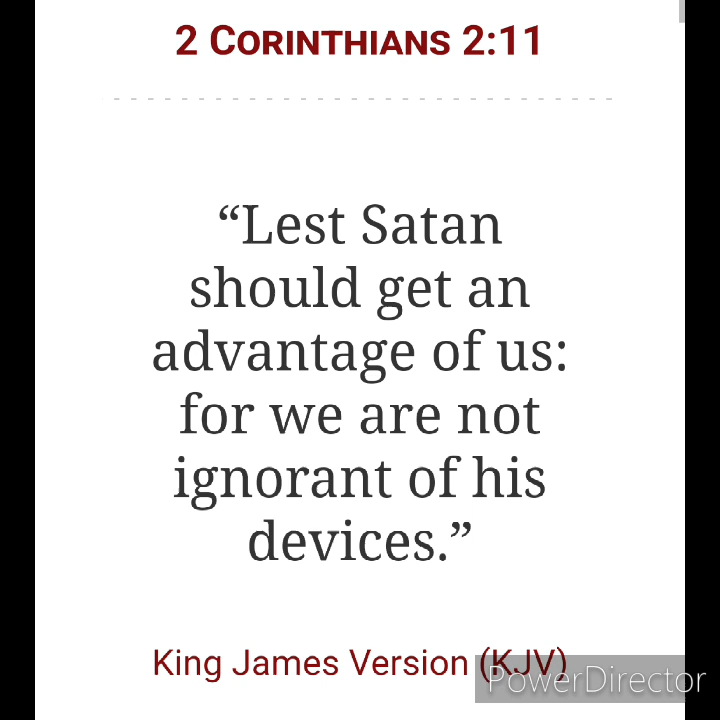 2 Corinthians 2:11
“Lest Satan
should get an
advantage of us:
for we are not
ignorant of his
devices.”
King James Version (KJV)
PowerDirector